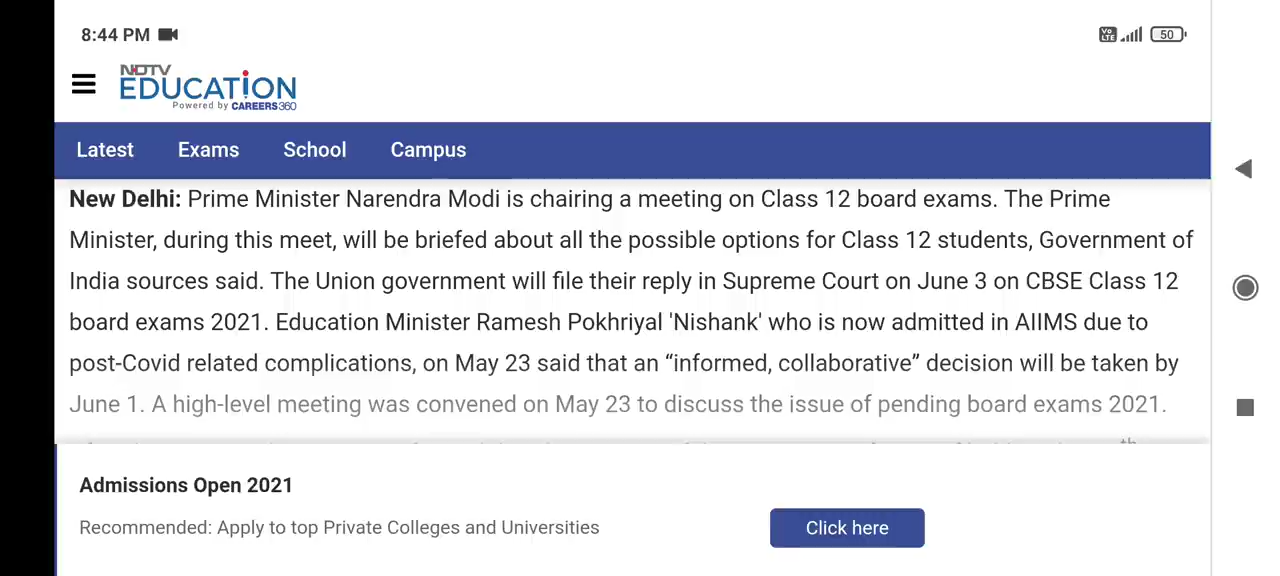 8:44 PM
Vo LTE
50
NDTV
EDUCATION
Powered by CAREERS360
Latest Exams School Campus
New Delhi: Prime Minister Narendra Modi is chairing a meeting on Class 12 board exams. The Prime
Minister, during this meet, will be briefed about all the possible options for Class 12 students, Government of
India sources said. The Union government will file their reply in Supreme Court on June 3 on CBSE Class 12
board exams 2021. Education Minister Ramesh Pokhriyal 'Nishank' who is now admitted in AIIMS due to
post-Covid related complications, on May 23 said that an “informed, collaborative” decision will be taken by
June 1. A high-level meeting was convened on May 23 to discuss the issue of pending board exams 2021.
th
Admissions Open 2021
Recommended: Apply to top Private Colleges and Universities
Click here